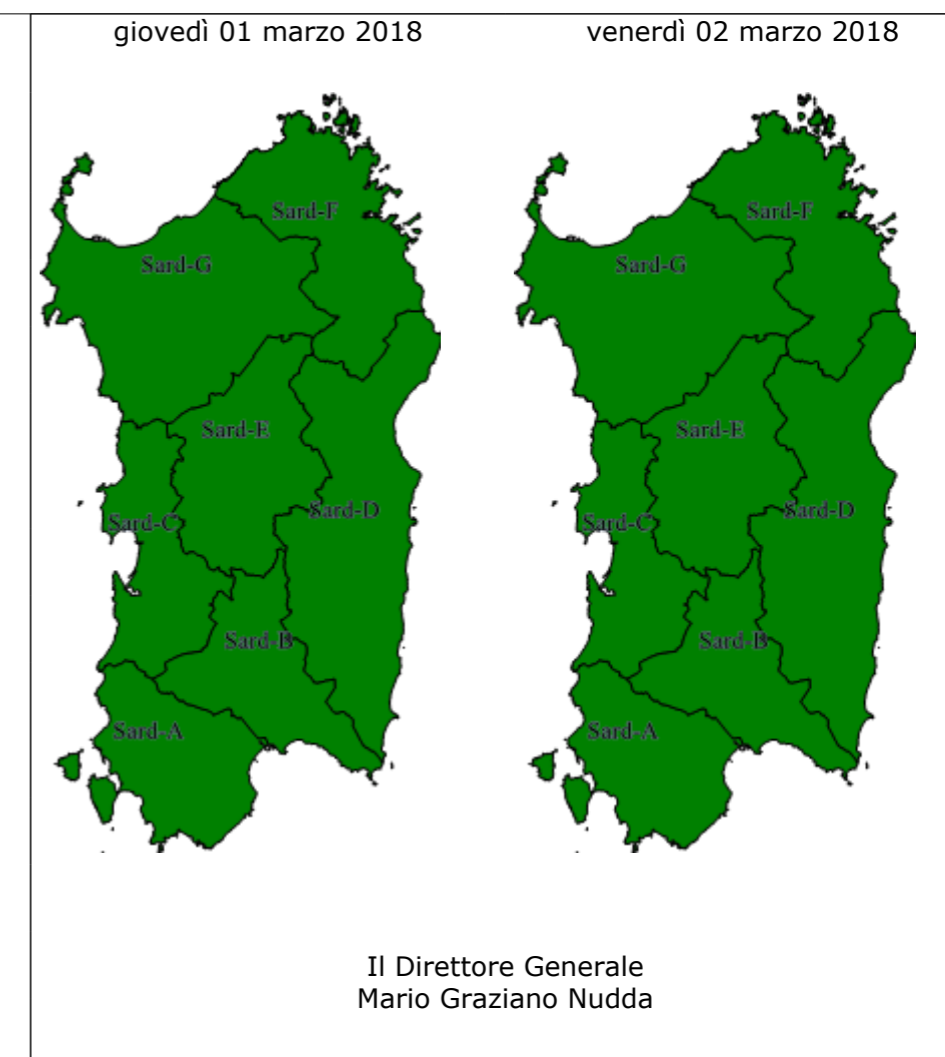 giovedì 01 marzo 2018
venerdì 02 marzo 2018
Sard-F
Sard-G
Sard-E
Sard-D
Sard-C
Sard-B
Sard-A
Sard-F
Sard-G
Sard-E
Sard-D
Sard-C
Sard-B
Sard-A
Il Direttore Generale
Mario Graziano Nudda